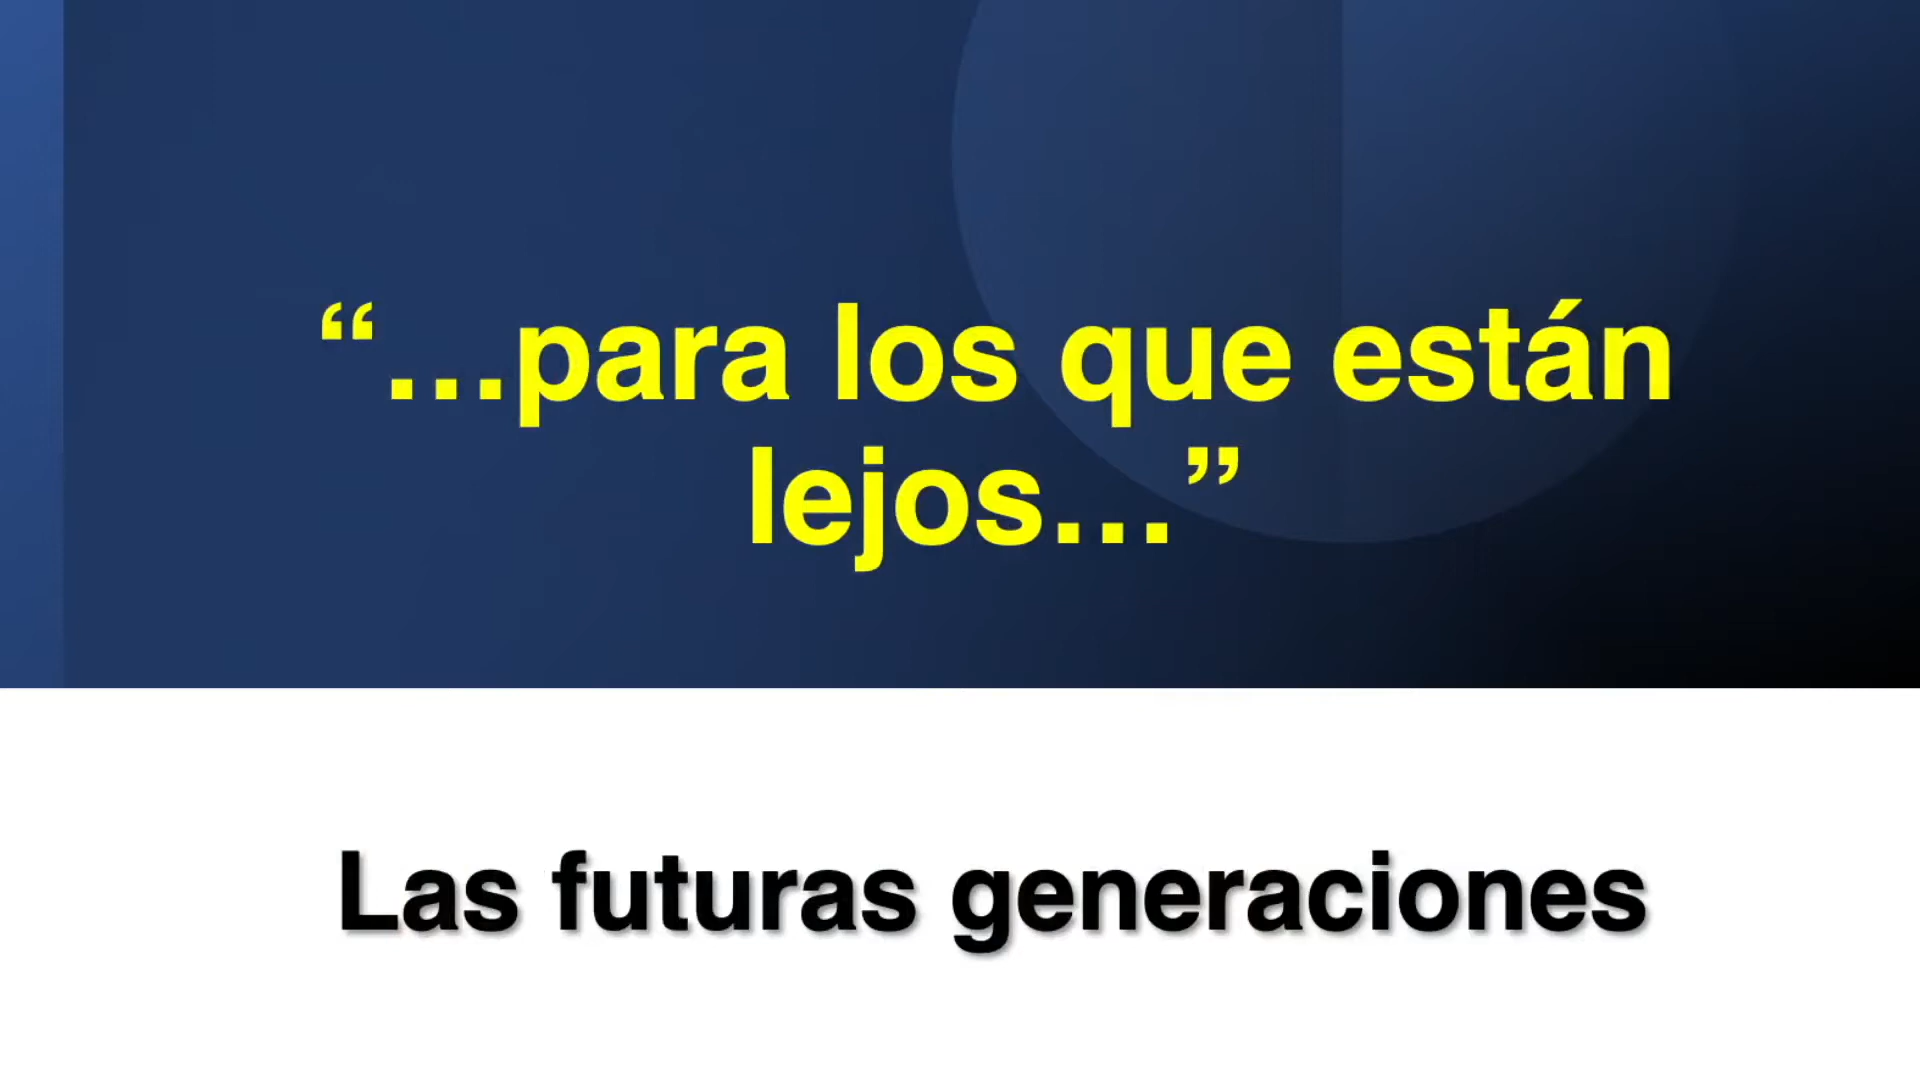 “…para los que están
lejos…”
Las futuras generaciones